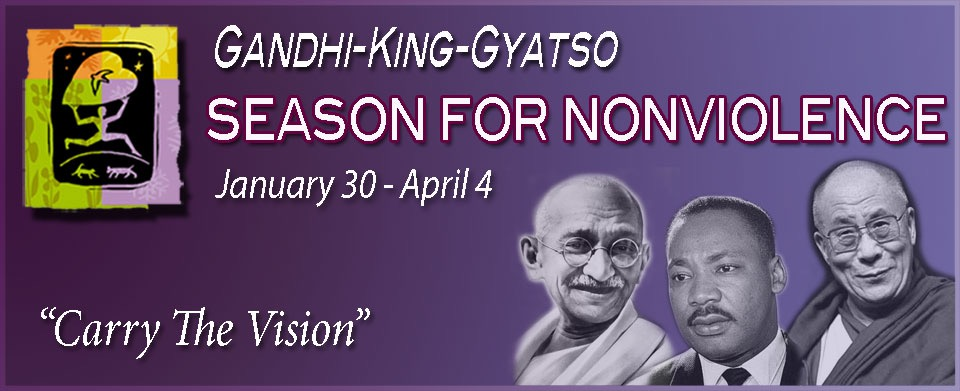 GANDHI-KING-GYATSO
SEASON FOR NONVIOLENCE
January 30 - April 4
“Carry The Vision”